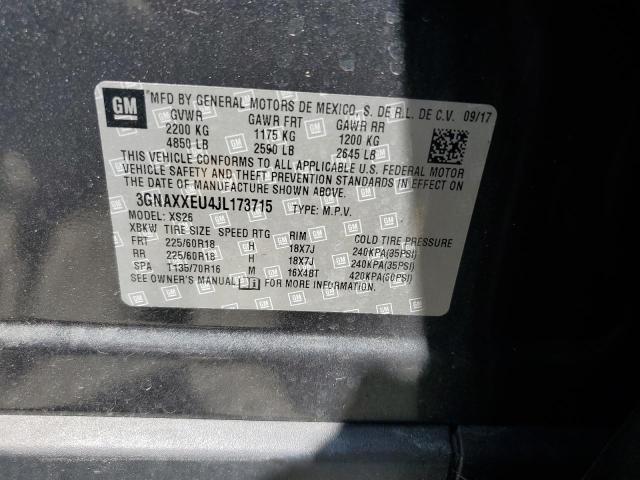 GM MFD BY GENERAL MOTORS DE MEXICO, S. DE R.L. DE C.V. 09/17
GVWR GAWR FRT GAWR RR
2200 KG 1175 KG 1200 KG
4850 LB 2590 LB 2645 LB
THIS VEHICLE CONFORMS TO ALL APPLICABLE U.S. FEDERAL MOTOR
VEHICLE SAFETY AND THEFT PREVENTION STANDARDS IN EFFECT ON
THE DATE OF MANUFACTURE SHOWN ABOVE.
3GNAXXEU4JL173715 TYPE: M.P.V.
MODEL: XS26
XBKW TIRE SIZE SPEED RTG RIM COLD TIRE PRESSURE
FRT 225/60R18 H 18X7J 240KPA(35PSI)
RR 225/60R18 H 18X7J 240KPA(35PSI)
SPA T135/70R16 M 16X4BT 420KPA(60PSI)
SEE OWNER'S MANUAL FOR MORE INFORMATION.